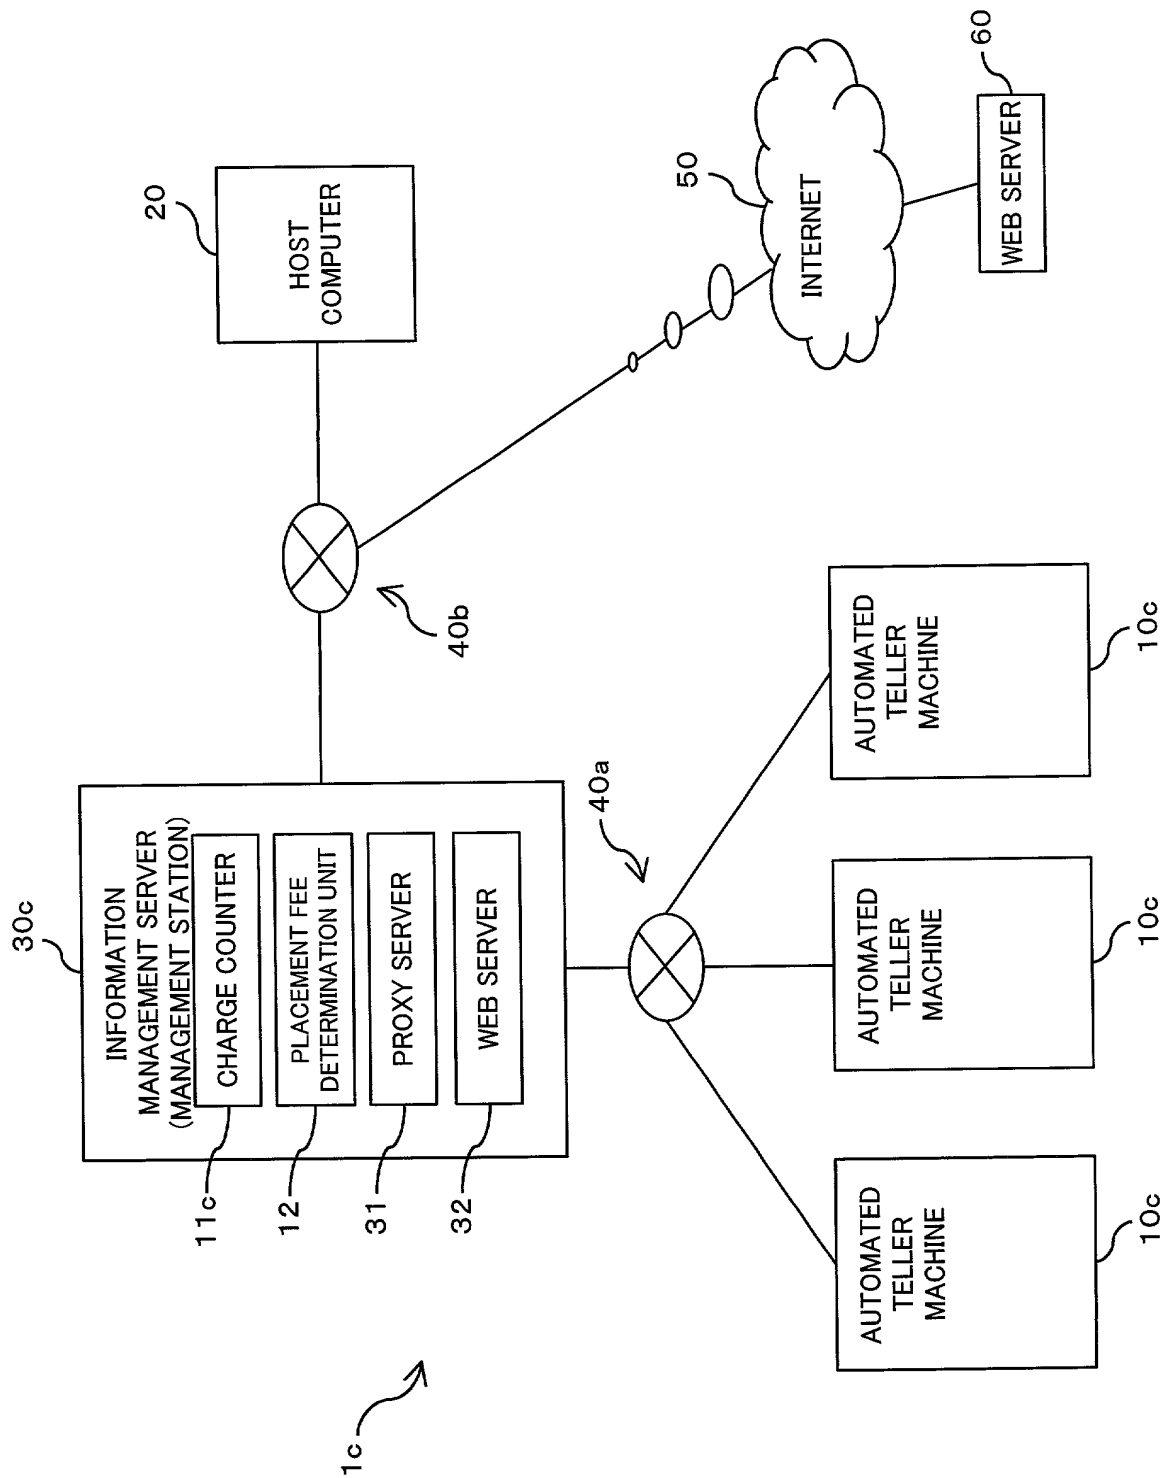 1c
30c
INFORMATION
MANAGEMENT SERVER
(MANAGEMENT STATION)
11c
CHARGE COUNTER
12
PLACEMENT FEE
DETERMINATION UNIT
31
PROXY SERVER
32
WEB SERVER
40b
20
HOST
COMPUTER
50
INTERNET
60
WEB SERVER
40a
AUTOMATED
TELLER
MACHINE
10c
AUTOMATED
TELLER
MACHINE
10c
AUTOMATED
TELLER
MACHINE
10c